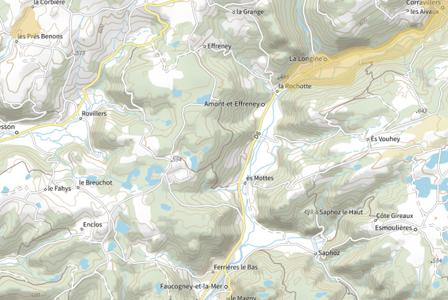 la Corbière
la Grange
Corravillers
les Aiva
les Prés Benons
Effreney
La Longine
la Rochotte
Amont-et-Effreney
Rovillers
esson
D6
Es Vouhey
es Mottes
le Fahys
le Breuchot
Saphoz le Haut
Côte Gireaux
Esmoulières
Enclos
Saphoz
Ferrières le Bas
Faucogney-et-la-Mer
le Magny